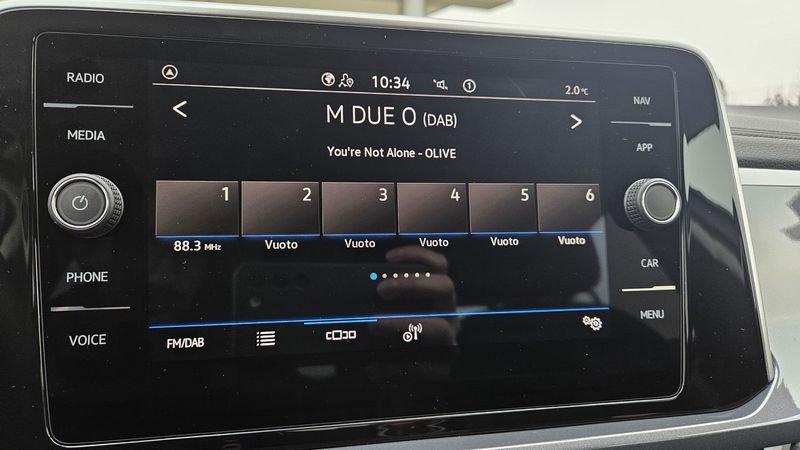 RADIO
MEDIA
PHONE
VOICE
10:34
1
2.0°C
M DUE O (DAB)
You're Not Alone - OLIVE
1 2 3 4 5 6
88.3 MHz Vuoto Vuoto Vuoto Vuoto Vuoto
FM/DAB
NAV
APP
CAR
MENU